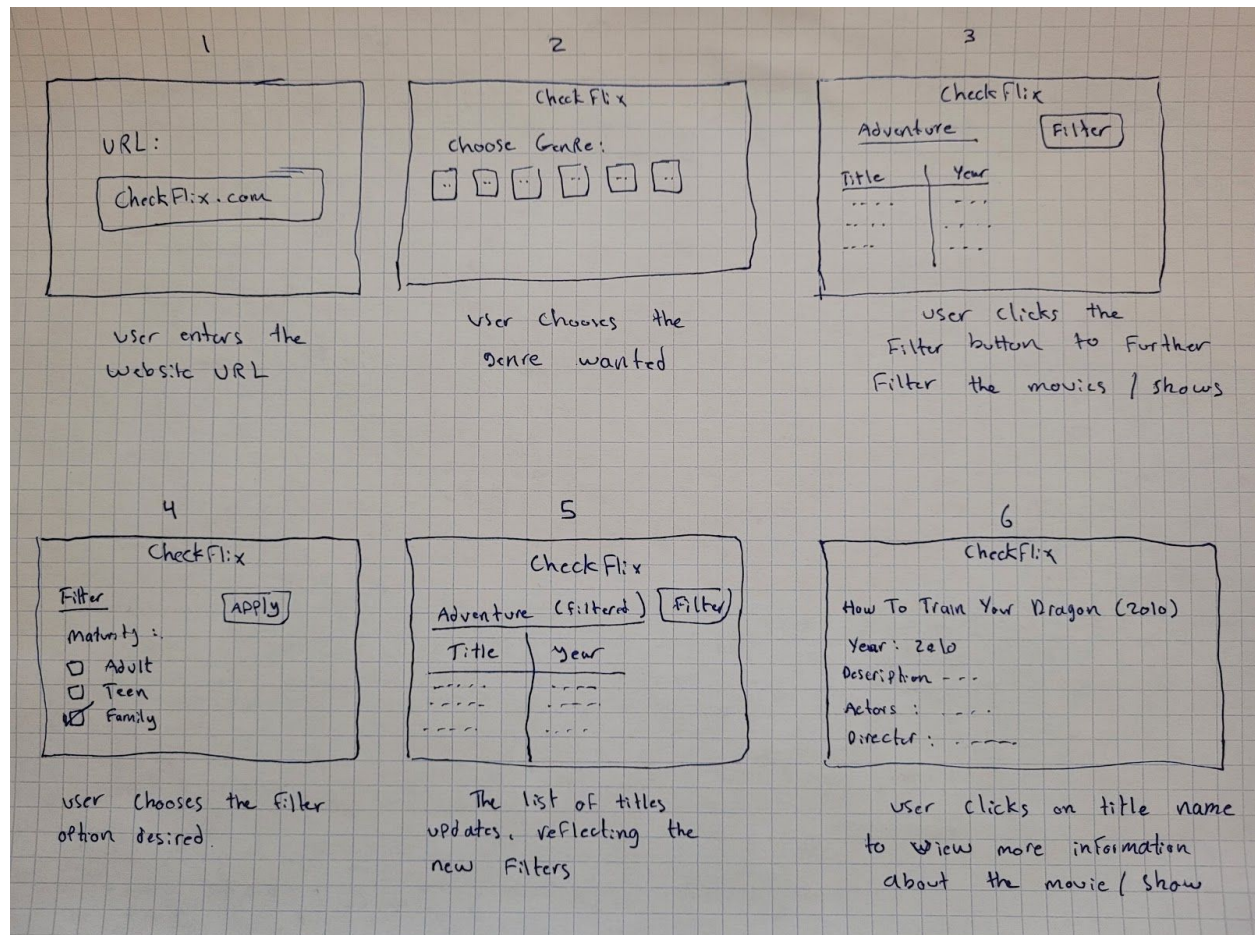 1
URL:
CheckFlix.com
user enters the
website URL
2
CheckFlix
Choose Genre:
user chooses the
genre wanted
3
CheckFlix
Adventure
Filter
Title Year
user clicks the
Filter button to Further
Filter the movies / shows
4
CheckFlix
Filter
APPly
maturity:
Adult
Teen
Family
user chooses the filter
option desired.
5
CheckFlix
Adventure (filtered) Filter
Title Year
The list of titles
updates, reflecting the
new Filters
6
CheckFlix
How To Train Your Dragon (2010)
Year: 2010
Description ---
Actors : ----
Director : -----
user clicks on title name
to view more information
about the movie / show